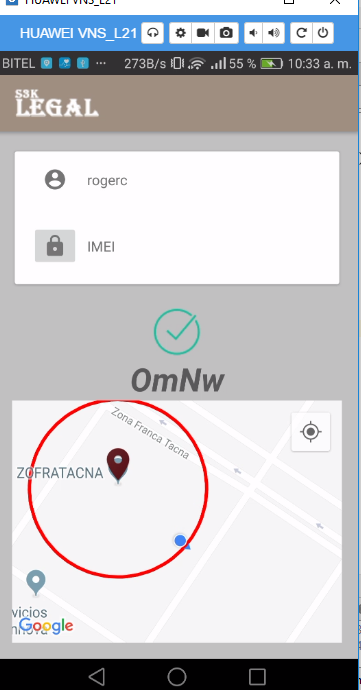 HUAWEI VNS_L21
HUAWEI VNS_L21
BITEL ··· 273B/s 55 % 10:33 a. m.
S3K
LEGAL
rogerc
IMEI
OmNw
Zona Franca Tacna
ZOFRATACNA
vicios
Google